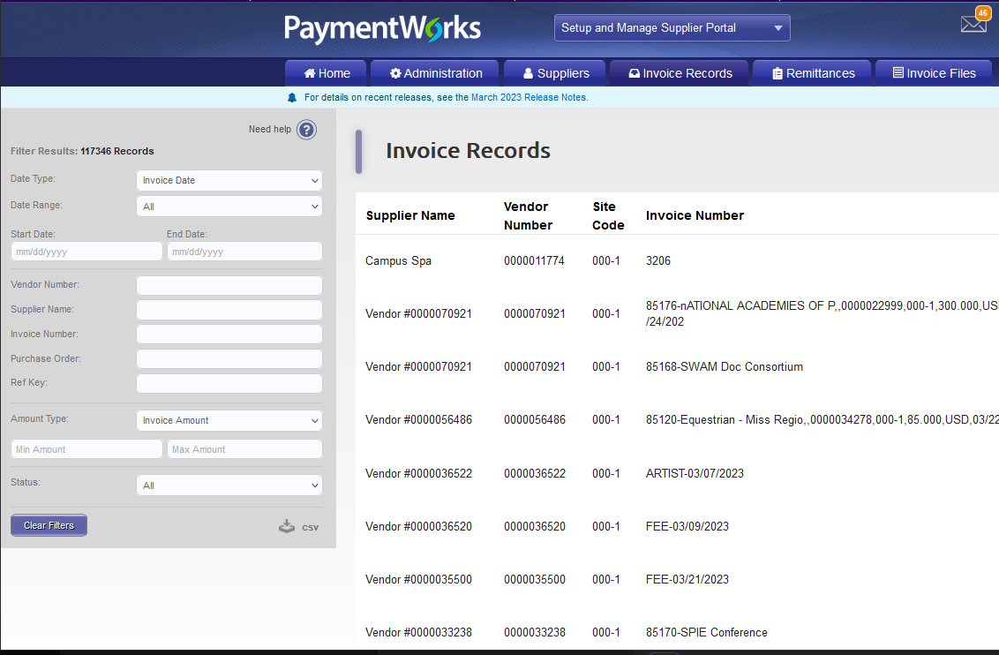 PaymentWorks
Setup and Manage Supplier Portal
46
Home
Administration
Suppliers
Invoice Records
Remittances
Invoice Files
For details on recent releases, see the March 2023 Release Notes.
Need help ?
Filter Results: 117346 Records
Date Type: Invoice Date
Date Range: All
Start Date: End Date:
mm/dd/yyyy mm/dd/yyyy
Vendor Number:
Supplier Name:
Invoice Number:
Purchase Order:
Ref Key:
Amount Type: Invoice Amount
Min Amount Max Amount
Status: All
Clear Filters
csv
Invoice Records
Supplier Name Vendor Number Site Code Invoice Number
Campus Spa 0000011774 000-1 3206
Vendor #0000070921 0000070921 000-1 85176-nATIONAL ACADEMIES OF P,,0000022999,000-1,300.000,US
/24/202
Vendor #0000070921 0000070921 000-1 85168-SWAM Doc Consortium
Vendor #0000056486 0000056486 000-1 85120-Equestrian - Miss Regio,,0000034278,000-1,85.000,USD,03/22
Vendor #0000036522 0000036522 000-1 ARTIST-03/07/2023
Vendor #0000036520 0000036520 000-1 FEE-03/09/2023
Vendor #0000035500 0000035500 000-1 FEE-03/21/2023
Vendor #0000033238 0000033238 000-1 85170-SPIE Conference